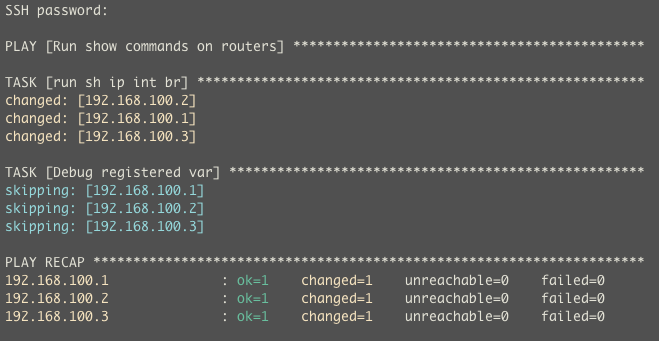 SSH password:
PLAY [Run show commands on routers] ********************************************
TASK [run sh ip int br] ********************************************************
changed: [192.168.100.2]
changed: [192.168.100.1]
changed: [192.168.100.3]
TASK [Debug registered var] ****************************************************
skipping: [192.168.100.1]
skipping: [192.168.100.2]
skipping: [192.168.100.3]
PLAY RECAP *********************************************************************
192.168.100.1              : ok=1    changed=1    unreachable=0    failed=0
192.168.100.2              : ok=1    changed=1    unreachable=0    failed=0
192.168.100.3              : ok=1    changed=1    unreachable=0    failed=0